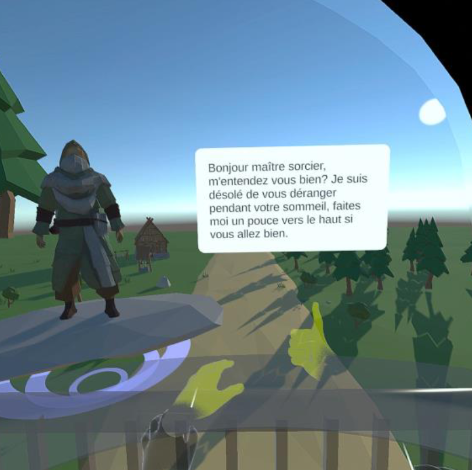 Bonjour maître sorcier,
m'entendez vous bien? Je suis
désolé de vous déranger
pendant votre sommeil, faites
moi un pouce vers le haut si
vous allez bien.